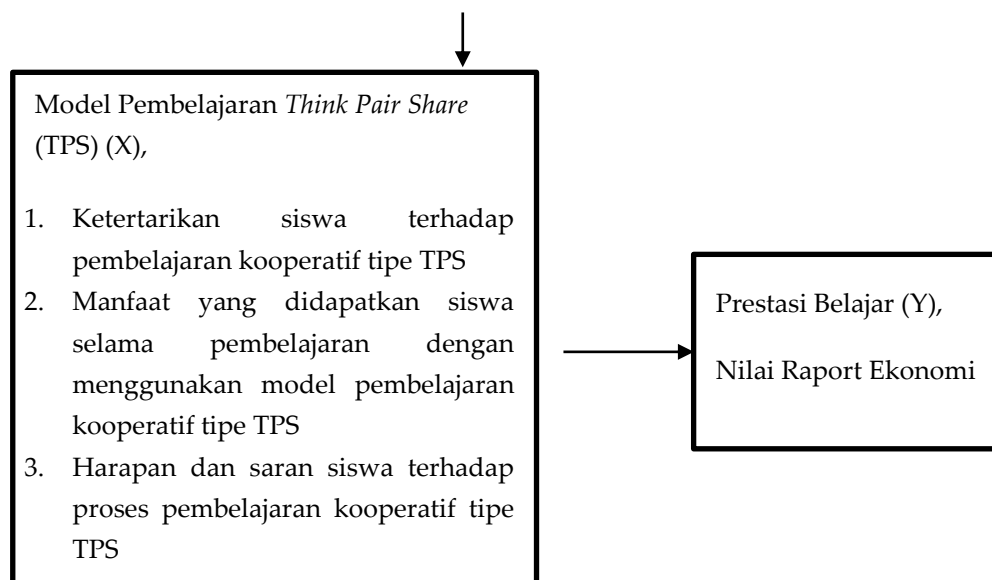 Model Pembelajaran Think Pair Share
(TPS) (X),
1. Ketertarikan siswa terhadap
pembelajaran kooperatif tipe TPS
2. Manfaat yang didapatkan siswa
selama pembelajaran dengan
menggunakan model pembelajaran
kooperatif tipe TPS
3. Harapan dan saran siswa terhadap
proses pembelajaran kooperatif tipe
TPS
Prestasi Belajar (Y),
Nilai Raport Ekonomi